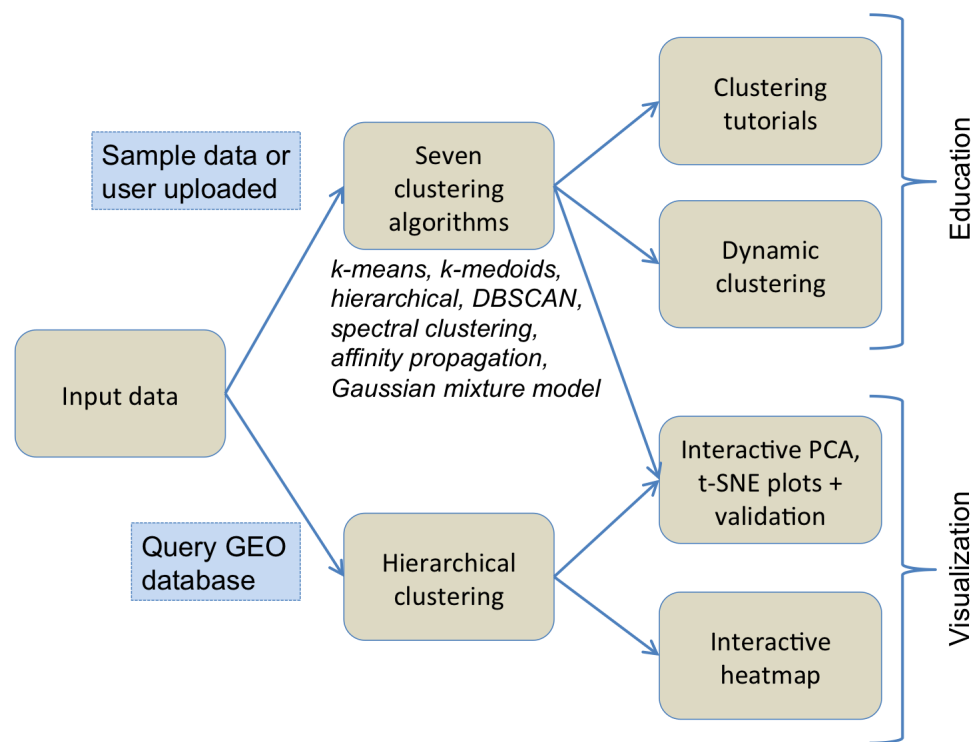 Clustering
tutorials
Sample data or
user uploaded
Seven
clustering
algorithms
Education
Dynamic
clustering
k-means, k-medoids,
hierarchical, DBSCAN,
spectral clustering,
affinity propagation,
Gaussian mixture model
Input data
Interactive PCA,
t-SNE plots +
validation
Query GEO
database
Hierarchical
clustering
Visualization
Interactive
heatmap